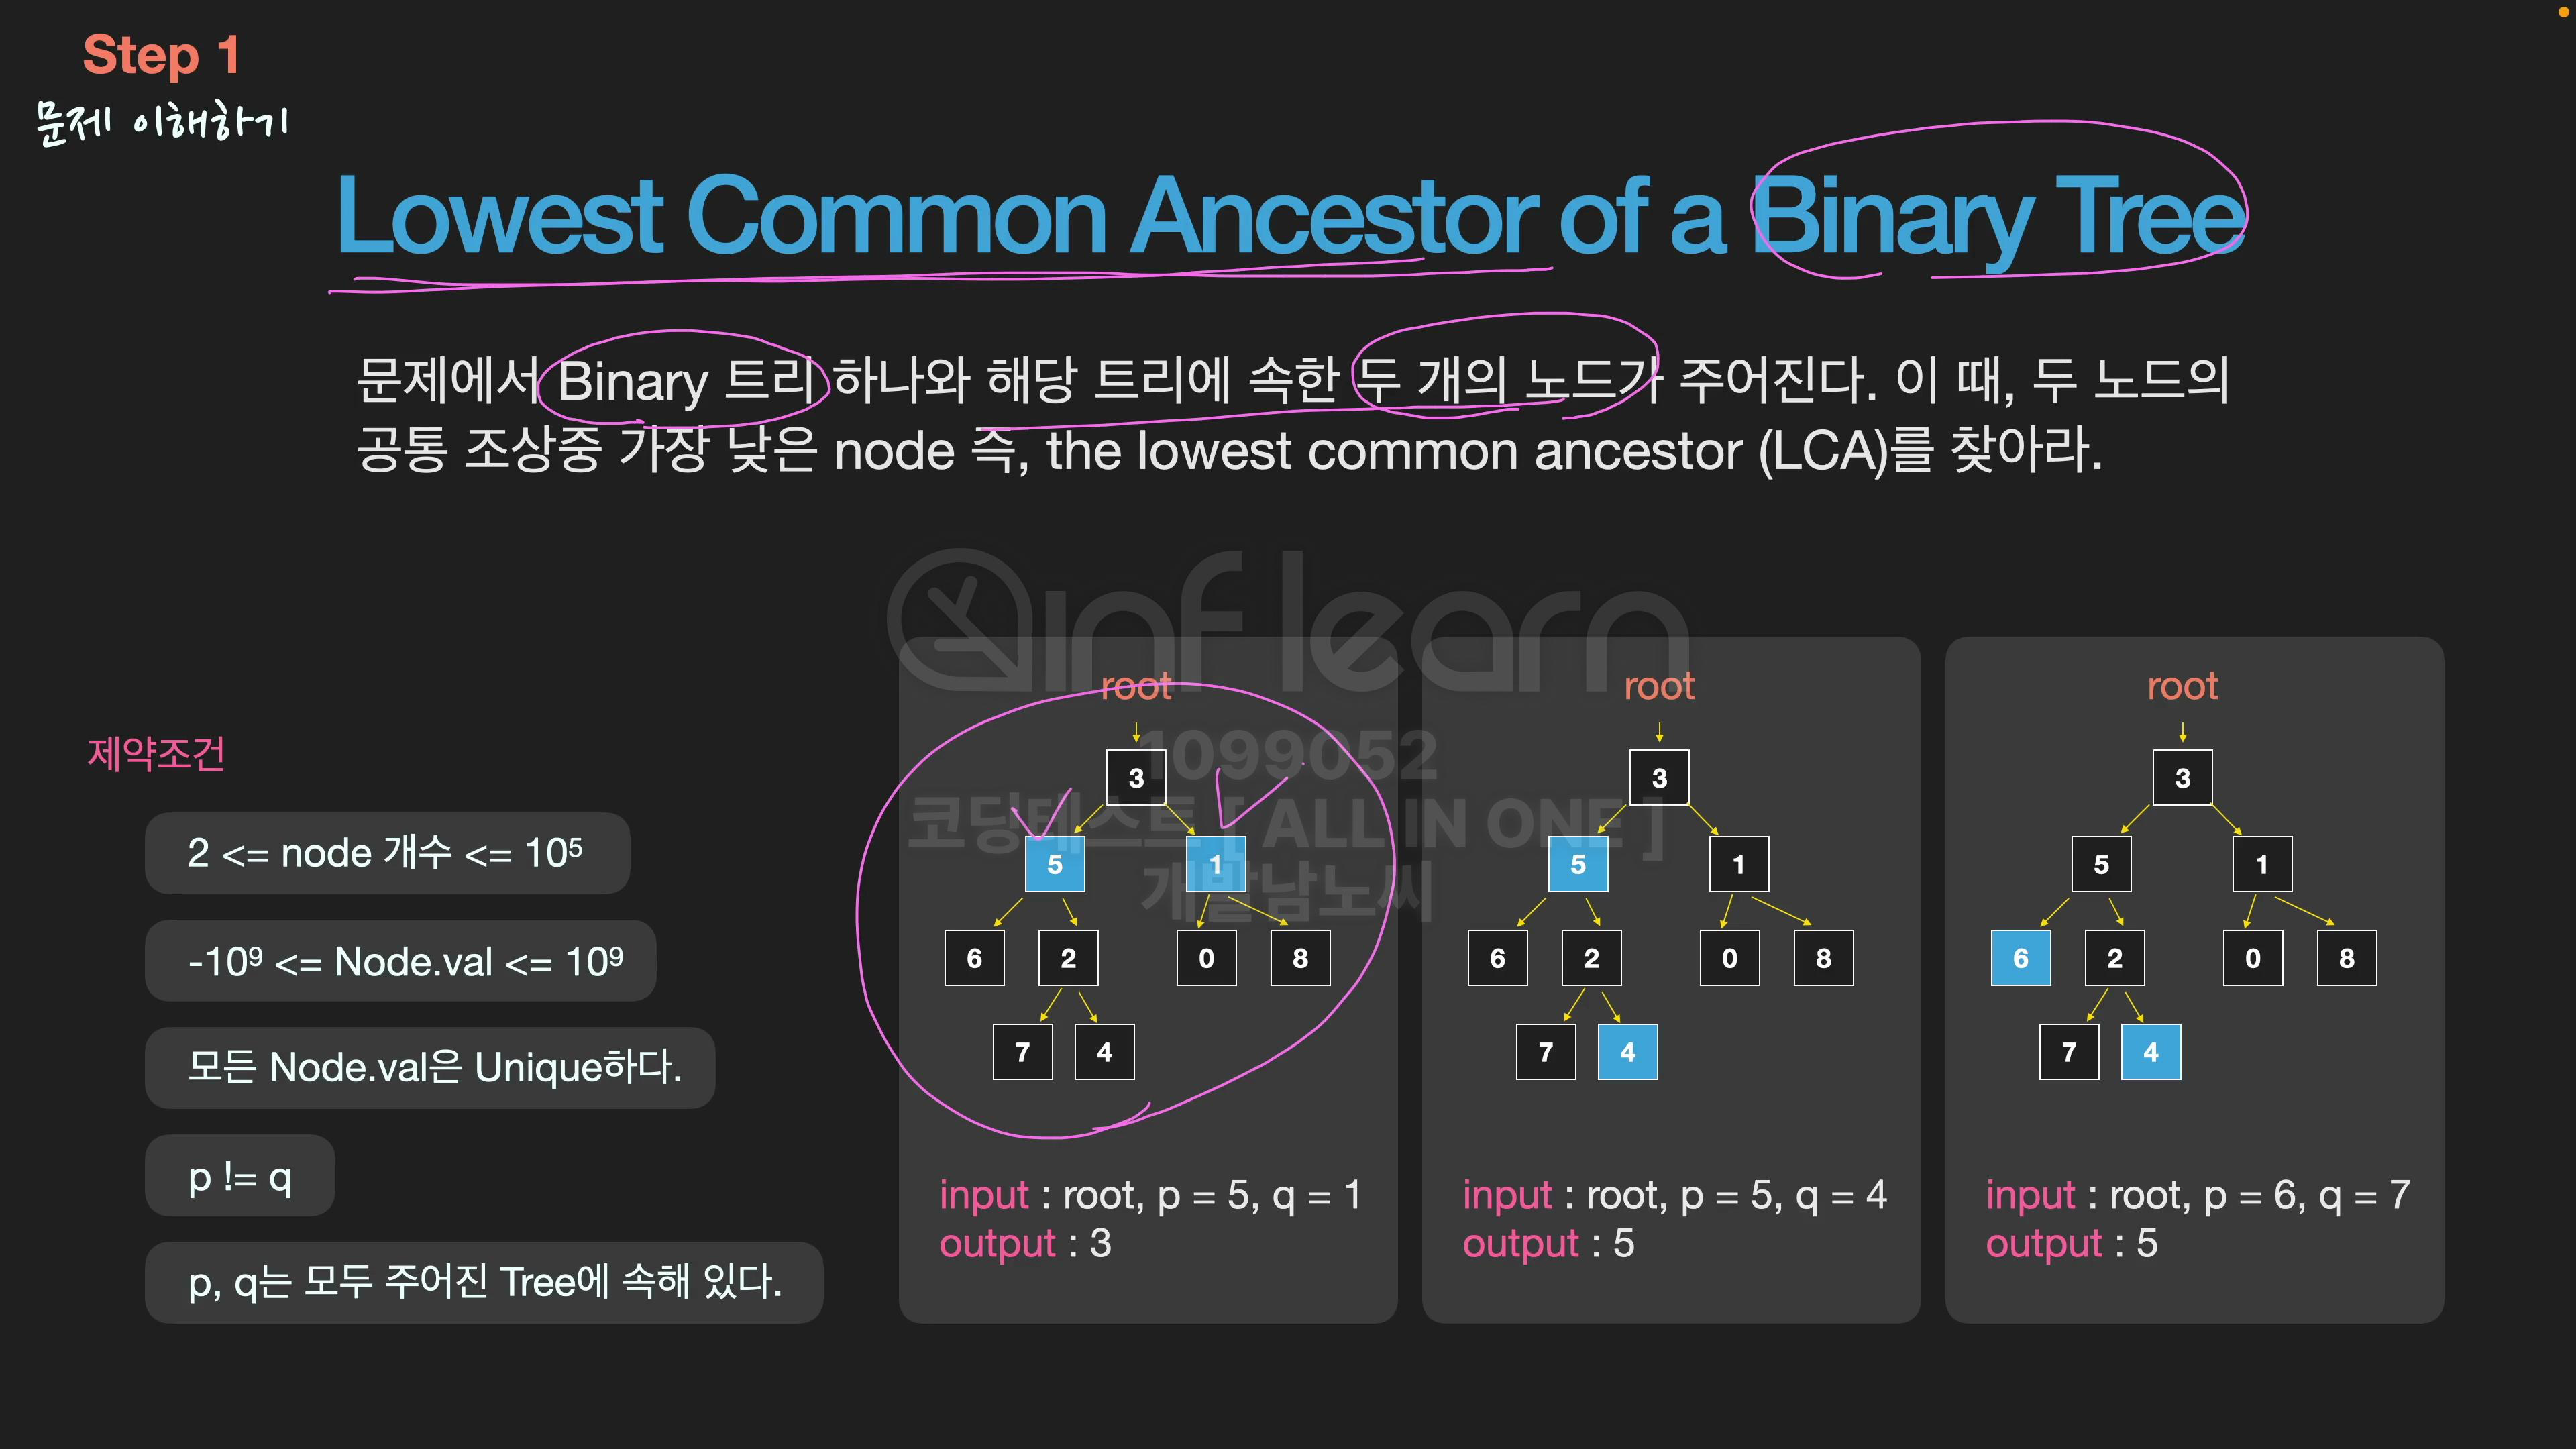 Step 1
문제 이해하기
Lowest Common Ancestor of a Binary Tree
문제에서 Binary 트리 하나와 해당 트리에 속한 두 개의 노드가 주어진다. 이 때, 두 노드의
공통 조상중 가장 낮은 node 즉, the lowest common ancestor (LCA)를 찾아라.
inflearn
1099052
코딩테스트 [ ALL IN ONE ]
개발남노씨
제약조건
2 <= node 개수 <= 10⁵
-10⁹ <= Node.val <= 10⁹
모든 Node.val은 Unique하다.
p != q
p, q는 모두 주어진 Tree에 속해 있다.
root
3
5 1
6 2 0 8
7 4
input : root, p = 5, q = 1
output : 3
root
3
5 1
6 2 0 8
7 4
input : root, p = 5, q = 4
output : 5
root
3
5 1
6 2 0 8
7 4
input : root, p = 6, q = 7
output : 5